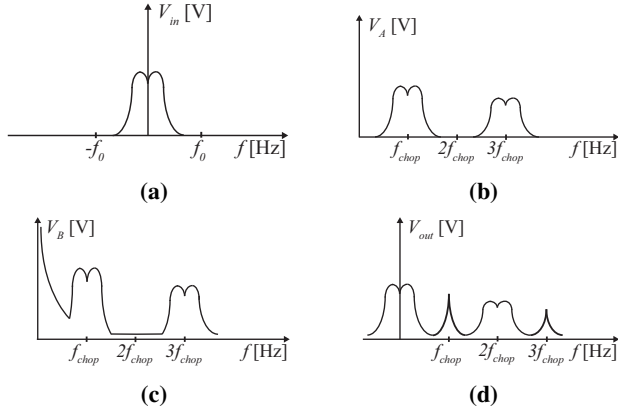 V_in [V]
-f_0 f_0 f [Hz]
(a)
V_A [V]
f_chop 2f_chop 3f_chop f [Hz]
(b)
V_B [V]
f_chop 2f_chop 3f_chop f [Hz]
(c)
V_out [V]
f_chop 2f_chop 3f_chop f [Hz]
(d)